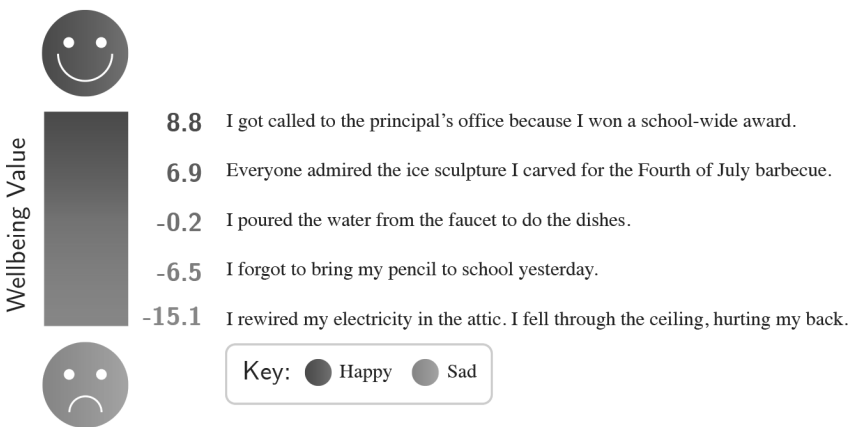 Wellbeing Value
8.8 I got called to the principal’s office because I won a school-wide award.
6.9 Everyone admired the ice sculpture I carved for the Fourth of July barbecue.
-0.2 I poured the water from the faucet to do the dishes.
-6.5 I forgot to bring my pencil to school yesterday.
-15.1 I rewired my electricity in the attic. I fell through the ceiling, hurting my back.
Key: Happy Sad